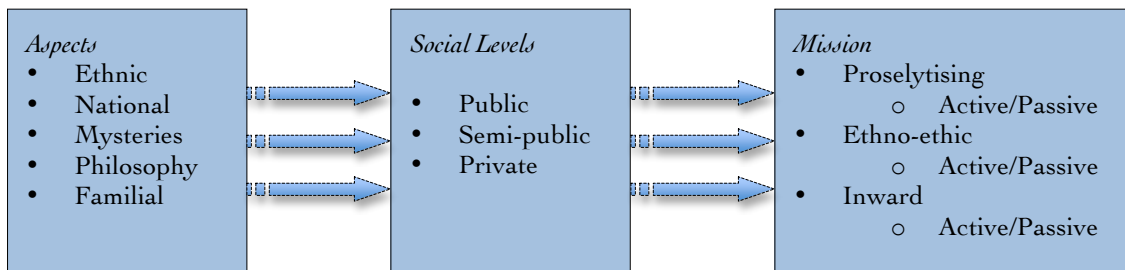 Aspects
• Ethnic
• National
• Mysteries
• Philosophy
• Familial
Social Levels
• Public
• Semi-public
• Private
Mission
• Proselytising
o Active/Passive
• Ethno-ethic
o Active/Passive
• Inward
o Active/Passive